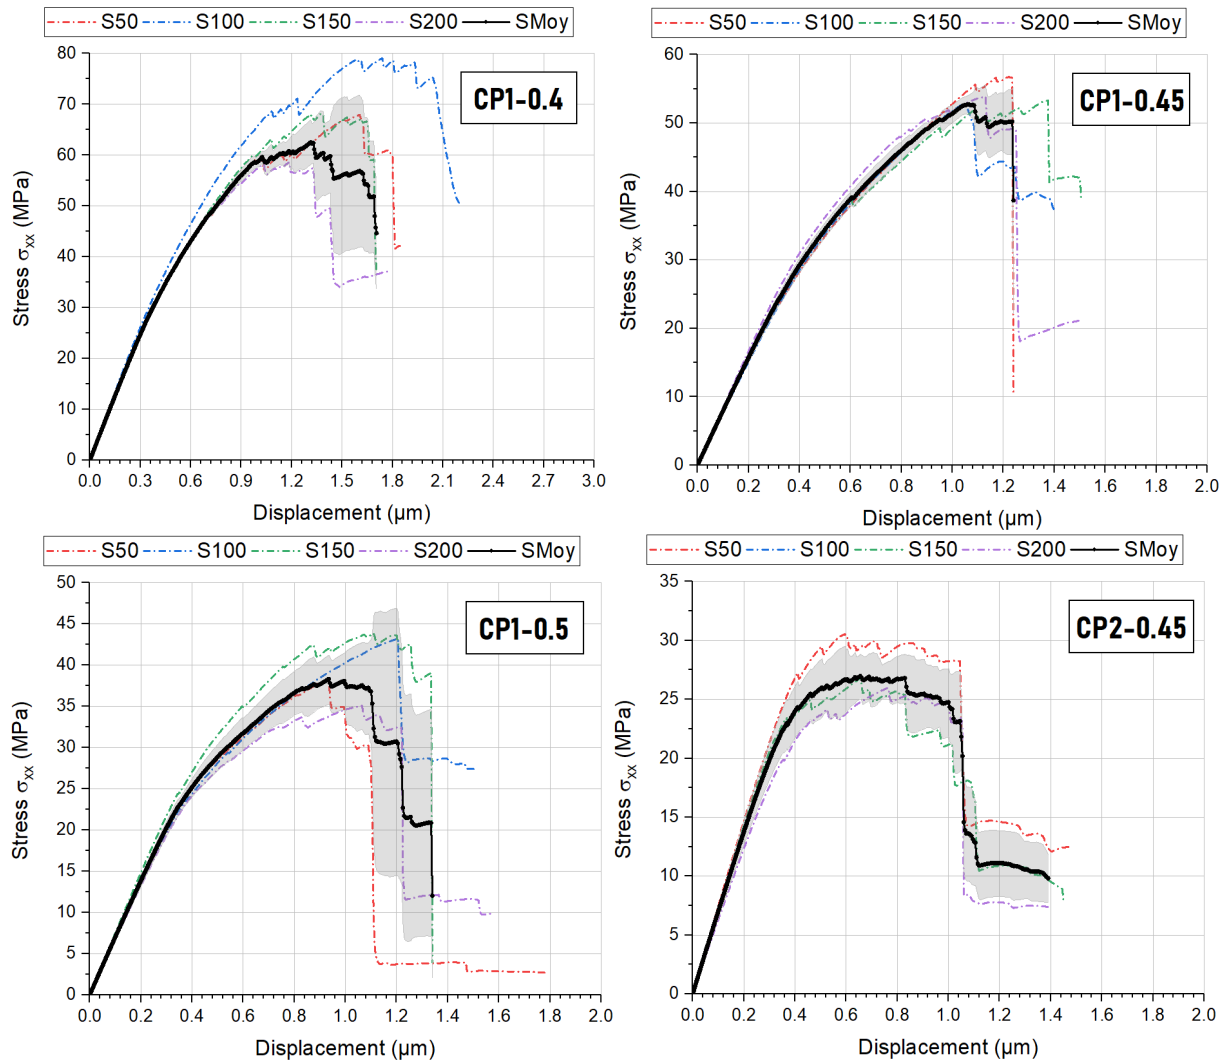 S50 S100 S150 S200 SMoy
CP1-0.4
80
70
60
50
40
30
20
10
0
Stress σxx (MPa)
0.0 0.3 0.6 0.9 1.2 1.5 1.8 2.1 2.4 2.7 3.0
Displacement (µm)
S50 S100 S150 S200 SMoy
CP1-0.45
60
50
40
30
20
10
0
Stress σxx (MPa)
0.0 0.2 0.4 0.6 0.8 1.0 1.2 1.4 1.6 1.8 2.0
Displacement (µm)
S50 S100 S150 S200 SMoy
CP1-0.5
50
45
40
35
30
25
20
15
10
5
0
Stress σxx (MPa)
0.0 0.2 0.4 0.6 0.8 1.0 1.2 1.4 1.6 1.8 2.0
Displacement (µm)
S50 S100 S150 S200 SMoy
CP2-0.45
35
30
25
20
15
10
5
0
Stress σxx (MPa)
0.0 0.2 0.4 0.6 0.8 1.0 1.2 1.4 1.6 1.8 2.0
Displacement (µm)